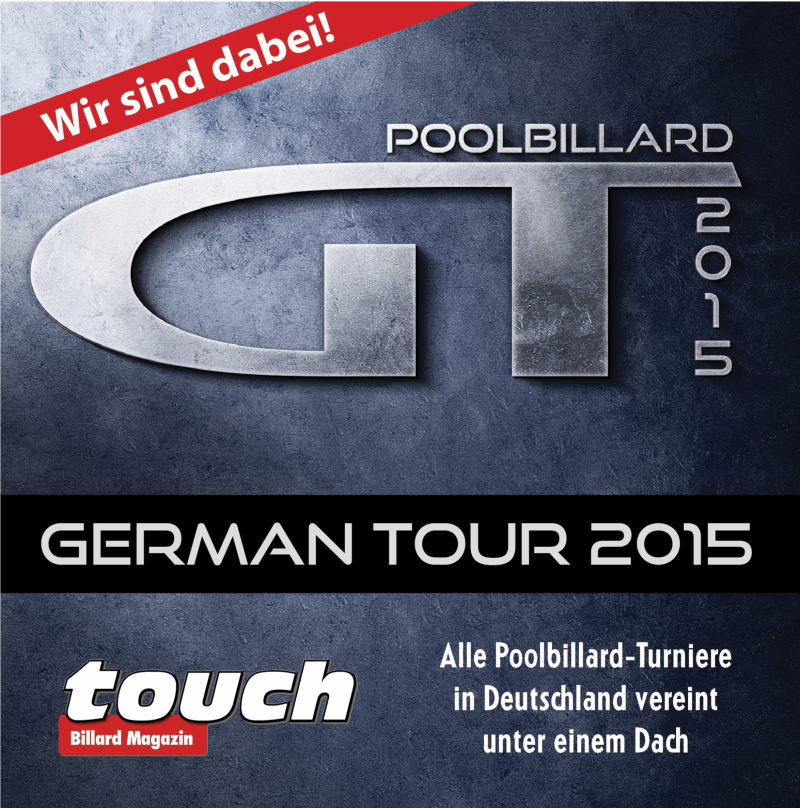 Wir sind dabei!
POOLBILLARD
GT
2015
GERMAN TOUR 2015
touch
Billard Magazin
Alle Poolbillard-Turniere
in Deutschland vereint
unter einem Dach